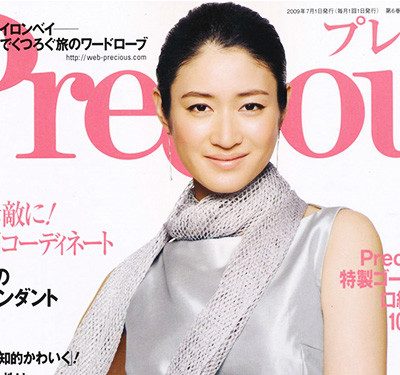 イロンベイ——
でくつろぐ旅のワードローブ
http://web-precious.com
2009年7月1日発行(毎月1回1日発行) 第6巻
プレ
Preciou
敵に!
コーディネート
の
ンダント
Prec
特製ゴー
口絵
10
知的かわいく」!